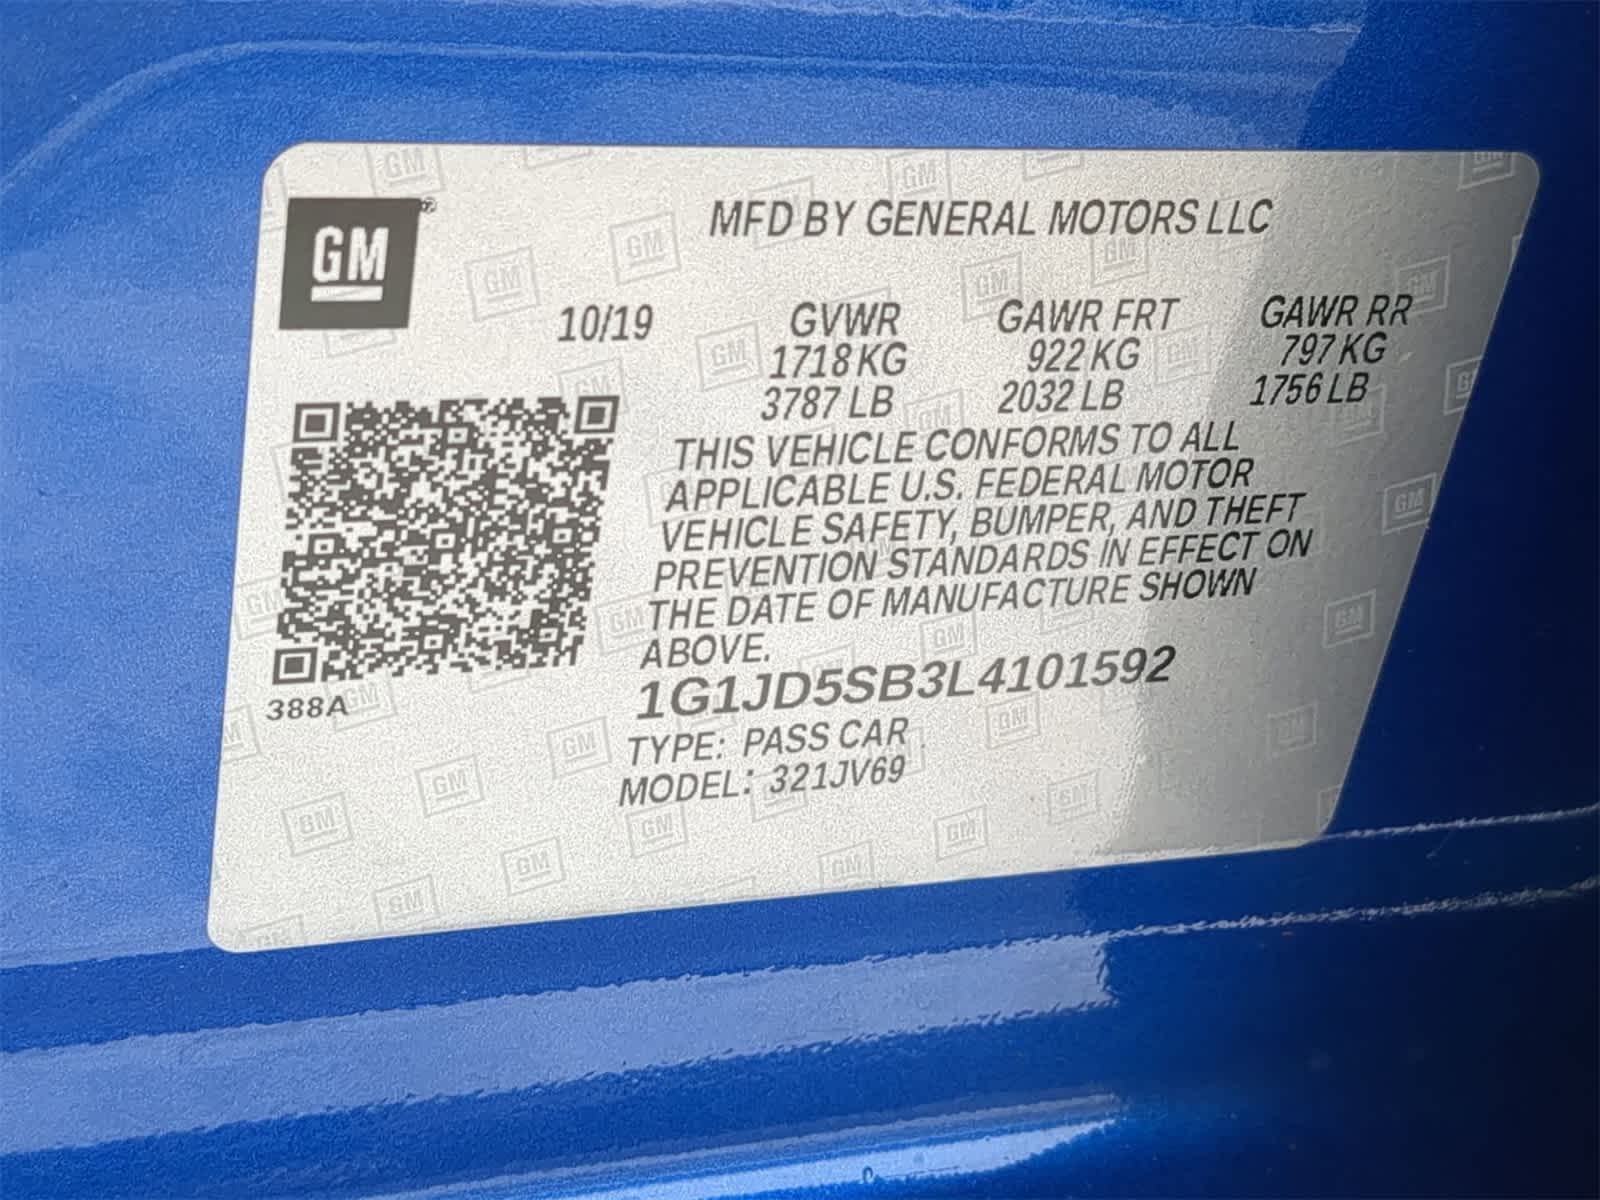 GM
MFD BY GENERAL MOTORS LLC
10/19 GVWR GAWR FRT GAWR RR
1718 KG 922 KG 797 KG
3787 LB 2032 LB 1756 LB
THIS VEHICLE CONFORMS TO ALL
APPLICABLE U.S. FEDERAL MOTOR
VEHICLE SAFETY, BUMPER, AND THEFT
PREVENTION STANDARDS IN EFFECT ON
THE DATE OF MANUFACTURE SHOWN
ABOVE.
388A
1G1JD5SB3L4101592
TYPE: PASS CAR
MODEL: 321JV69